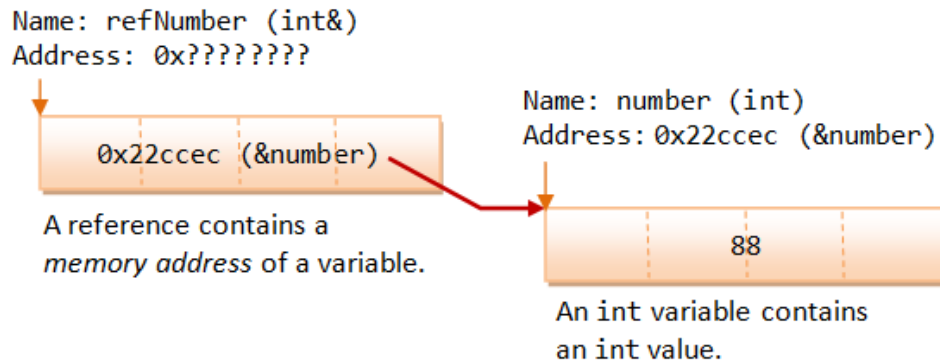 Name: refNumber (int&)
Address: 0x????????
0x22ccec (&number)
A reference contains a
memory address of a variable.
Name: number (int)
Address: 0x22ccec (&number)
88
An int variable contains
an int value.